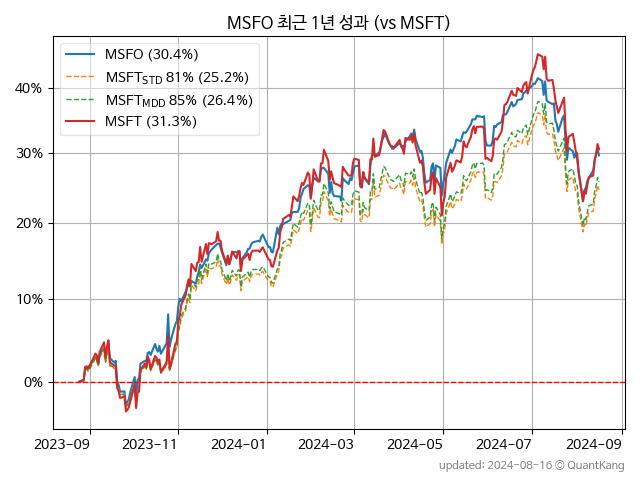 MSFO 최근 1년 성과 (vs MSFT)
MSFO (30.4%)
MSFT_STD 81% (25.2%)
MSFT_MDD 85% (26.4%)
MSFT (31.3%)
40%
30%
20%
10%
0%
2023-09 2023-11 2024-01 2024-03 2024-05 2024-07 2024-09
updated: 2024-08-16 © QuantKang